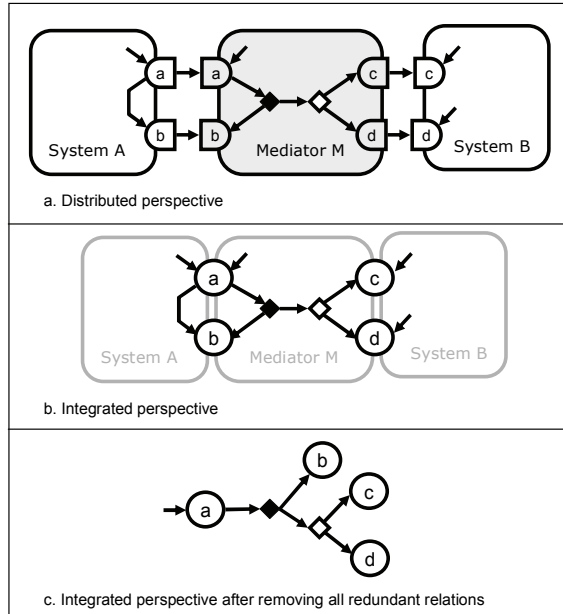 a a c c
b b d d
System A Mediator M System B
a. Distributed perspective
a c
b d
System A Mediator M System B
b. Integrated perspective
b
c
a
d
c. Integrated perspective after removing all redundant relations